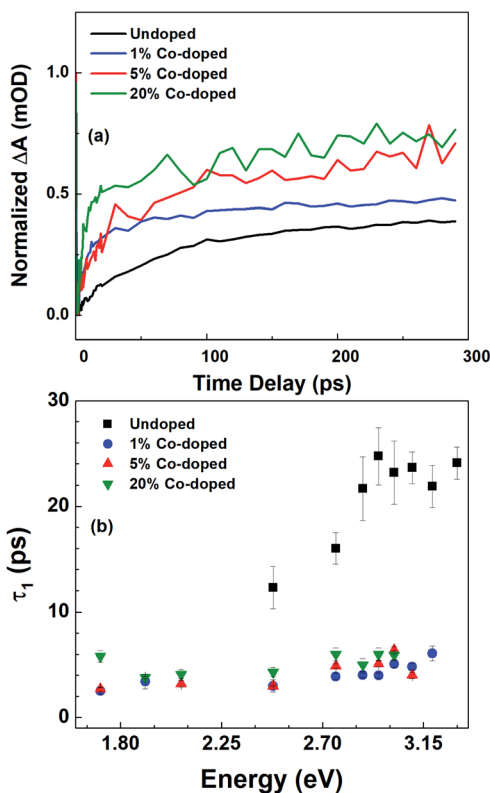 Undoped
1% Co-doped
5% Co-doped
20% Co-doped
1.0
(a)
0.5
0.0
Normalized ΔA (mOD)
0 100 200 300
Time Delay (ps)
30
Undoped
1% Co-doped
5% Co-doped
20% Co-doped
20
(b)
τ₁ (ps)
10
0
1.80 2.25 2.70 3.15
Energy (eV)